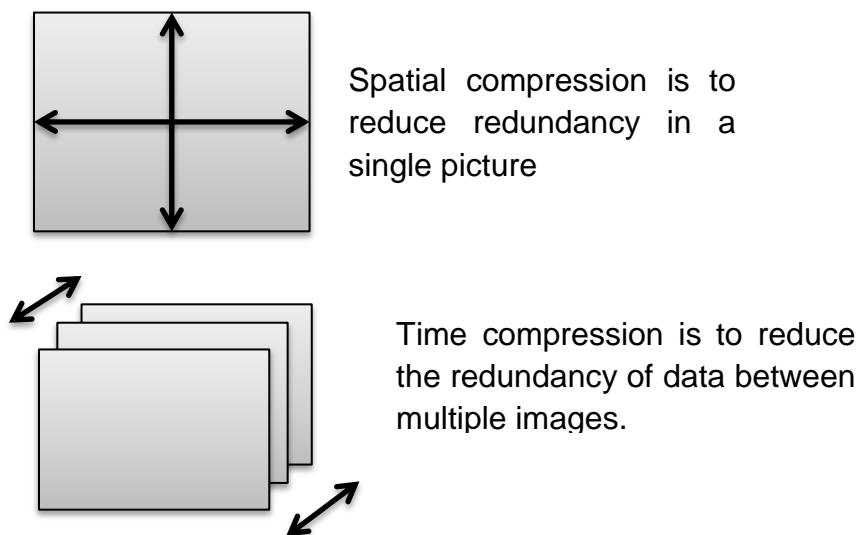 Spatial compression is to
reduce redundancy in a
single picture
Time compression is to reduce
the redundancy of data between
multiple images.